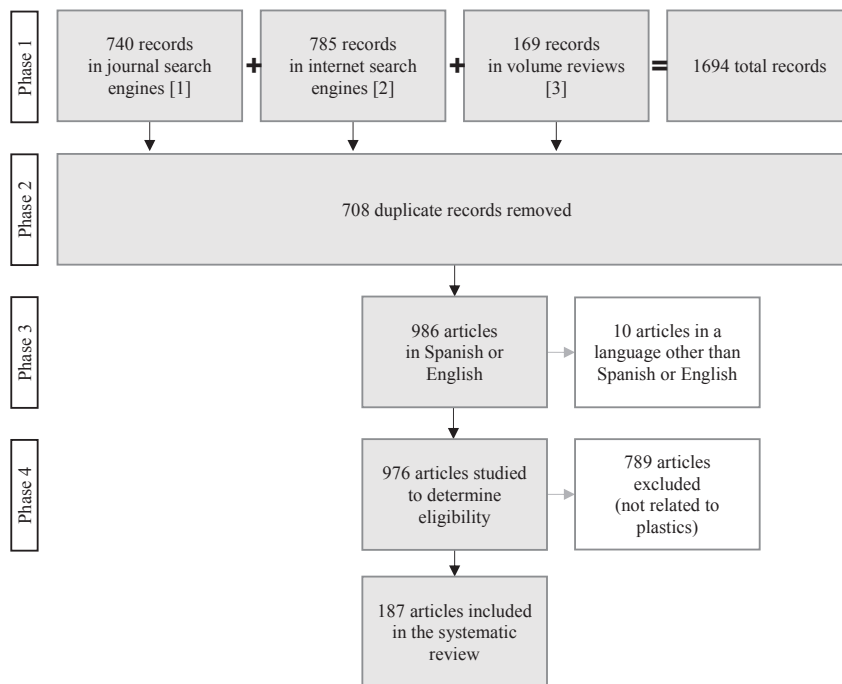 Phase 1
740 records
in journal search
engines [1]
+
785 records
in internet search
engines [2]
+
169 records
in volume reviews
[3]
=
1694 total records
Phase 2
708 duplicate records removed
Phase 3
986 articles
in Spanish or
English
10 articles in a
language other than
Spanish or English
Phase 4
976 articles studied
to determine
eligibility
789 articles
excluded
(not related to
plastics)
187 articles included
in the systematic
review